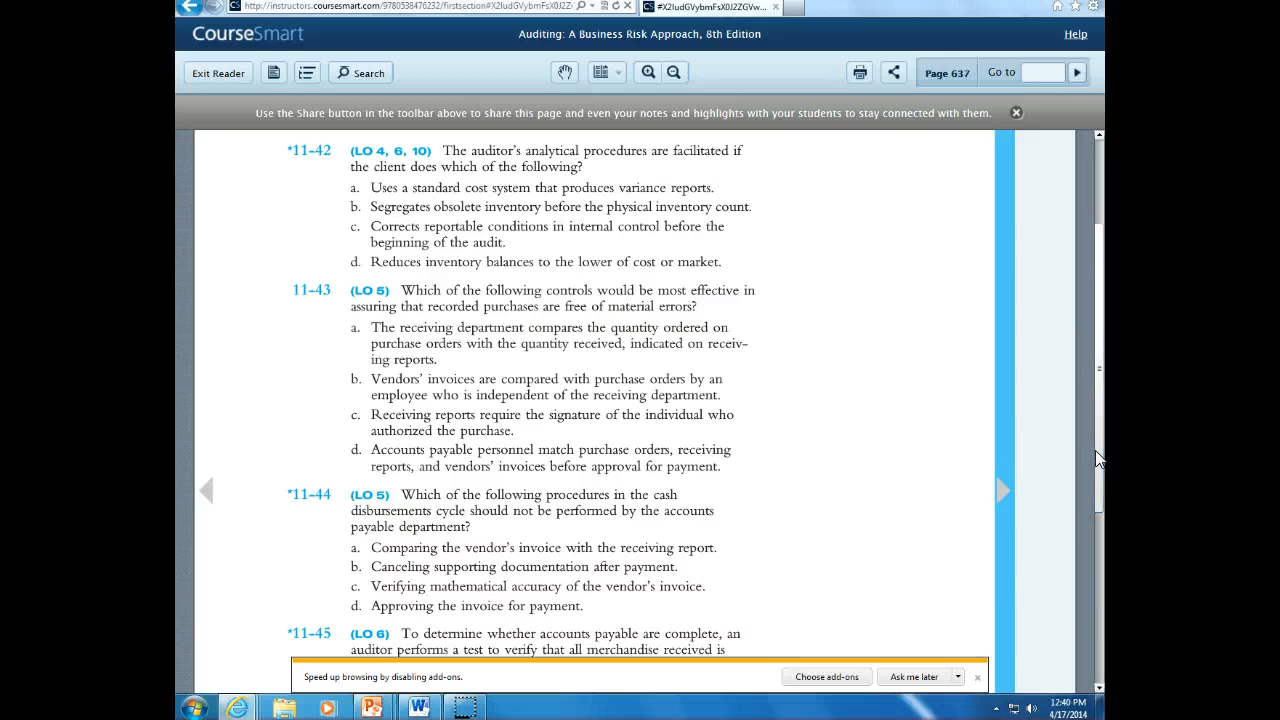 http://instructors.coursesmart.com/9780538476232/firstsection#X2ludGVybmFsX0J2ZGVw...
CourseSmart
Auditing: A Business Risk Approach, 8th Edition
Help
Exit Reader
Search
Page 637
Go to
Use the Share button in the toolbar above to share this page and even your notes and highlights with your students to stay connected with them.
*11-42 (LO 4, 6, 10) The auditor's analytical procedures are facilitated if
the client does which of the following?
a. Uses a standard cost system that produces variance reports.
b. Segregates obsolete inventory before the physical inventory count.
c. Corrects reportable conditions in internal control before the
beginning of the audit.
d. Reduces inventory balances to the lower of cost or market.
11-43 (LO 5) Which of the following controls would be most effective in
assuring that recorded purchases are free of material errors?
a. The receiving department compares the quantity ordered on
purchase orders with the quantity received, indicated on receiv-
ing reports.
b. Vendors' invoices are compared with purchase orders by an
employee who is independent of the receiving department.
c. Receiving reports require the signature of the individual who
authorized the purchase.
d. Accounts payable personnel match purchase orders, receiving
reports, and vendors' invoices before approval for payment.
*11-44 (LO 5) Which of the following procedures in the cash
disbursements cycle should not be performed by the accounts
payable department?
a. Comparing the vendor's invoice with the receiving report.
b. Canceling supporting documentation after payment.
c. Verifying mathematical accuracy of the vendor's invoice.
d. Approving the invoice for payment.
*11-45 (LO 6) To determine whether accounts payable are complete, an
auditor performs a test to verify that all merchandise received is
Speed up browsing by disabling add-ons.
Choose add-ons
Ask me later
12:40 PM
4/17/2014